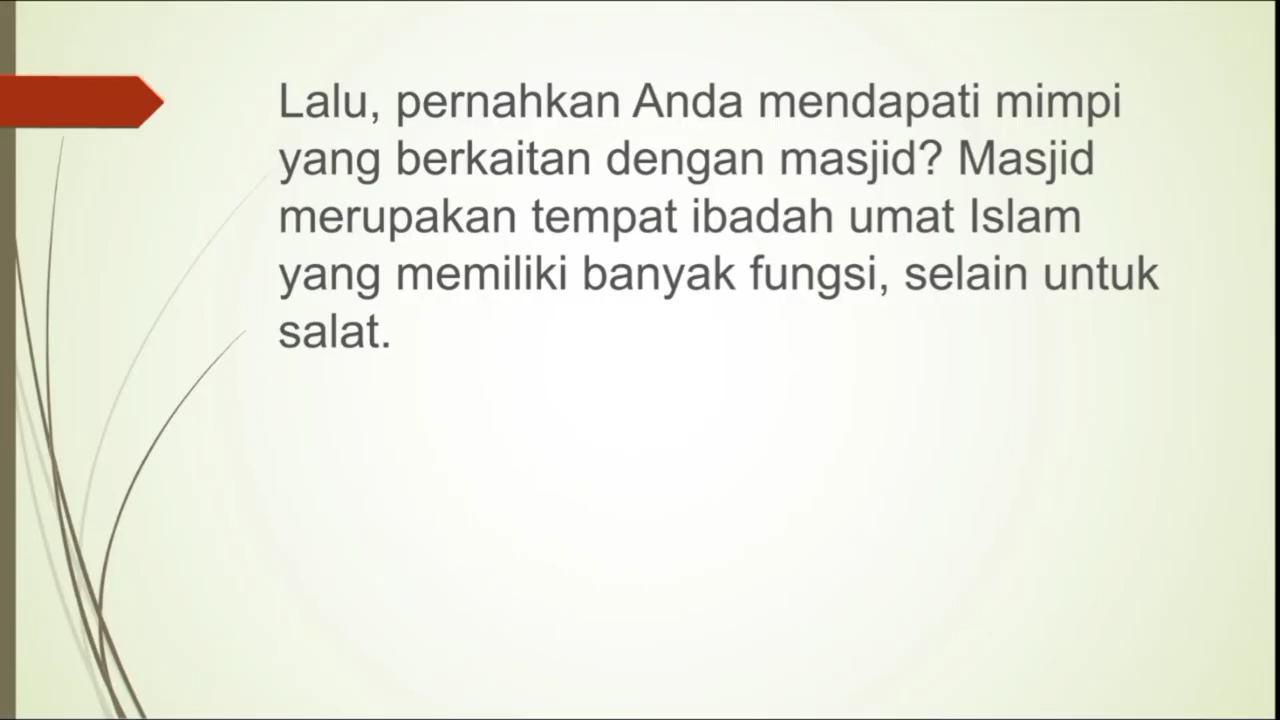 Lalu, pernahkan Anda mendapati mimpi
yang berkaitan dengan masjid? Masjid
merupakan tempat ibadah umat Islam
yang memiliki banyak fungsi, selain untuk
salat.